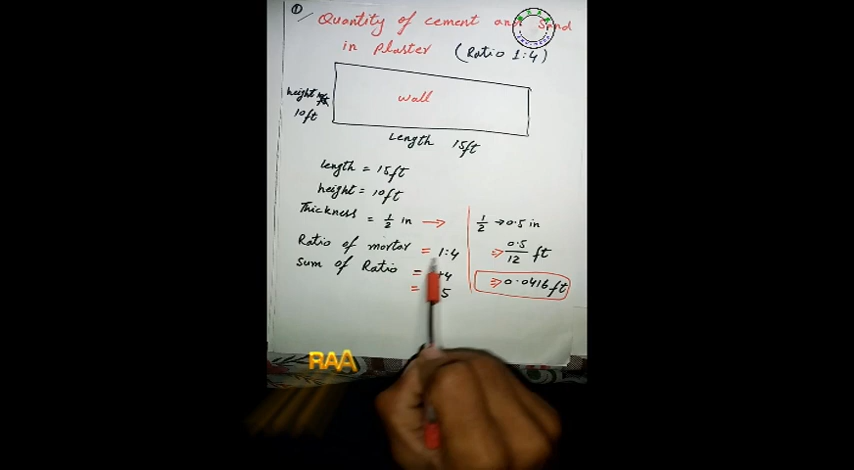 ①/ Quantity of cement and Sand
in Plaster (Ratio 1:4)
Wall
height
10ft
Length 15ft
length = 15ft
height = 10ft
Thickness = 1/2 in →
Ratio of mortar = 1:4
Sum of Ratio = +4
= 5
1/2 → 0.5 in
⇒ 0.5/12 ft
⇒ 0.0416 ft
RAA